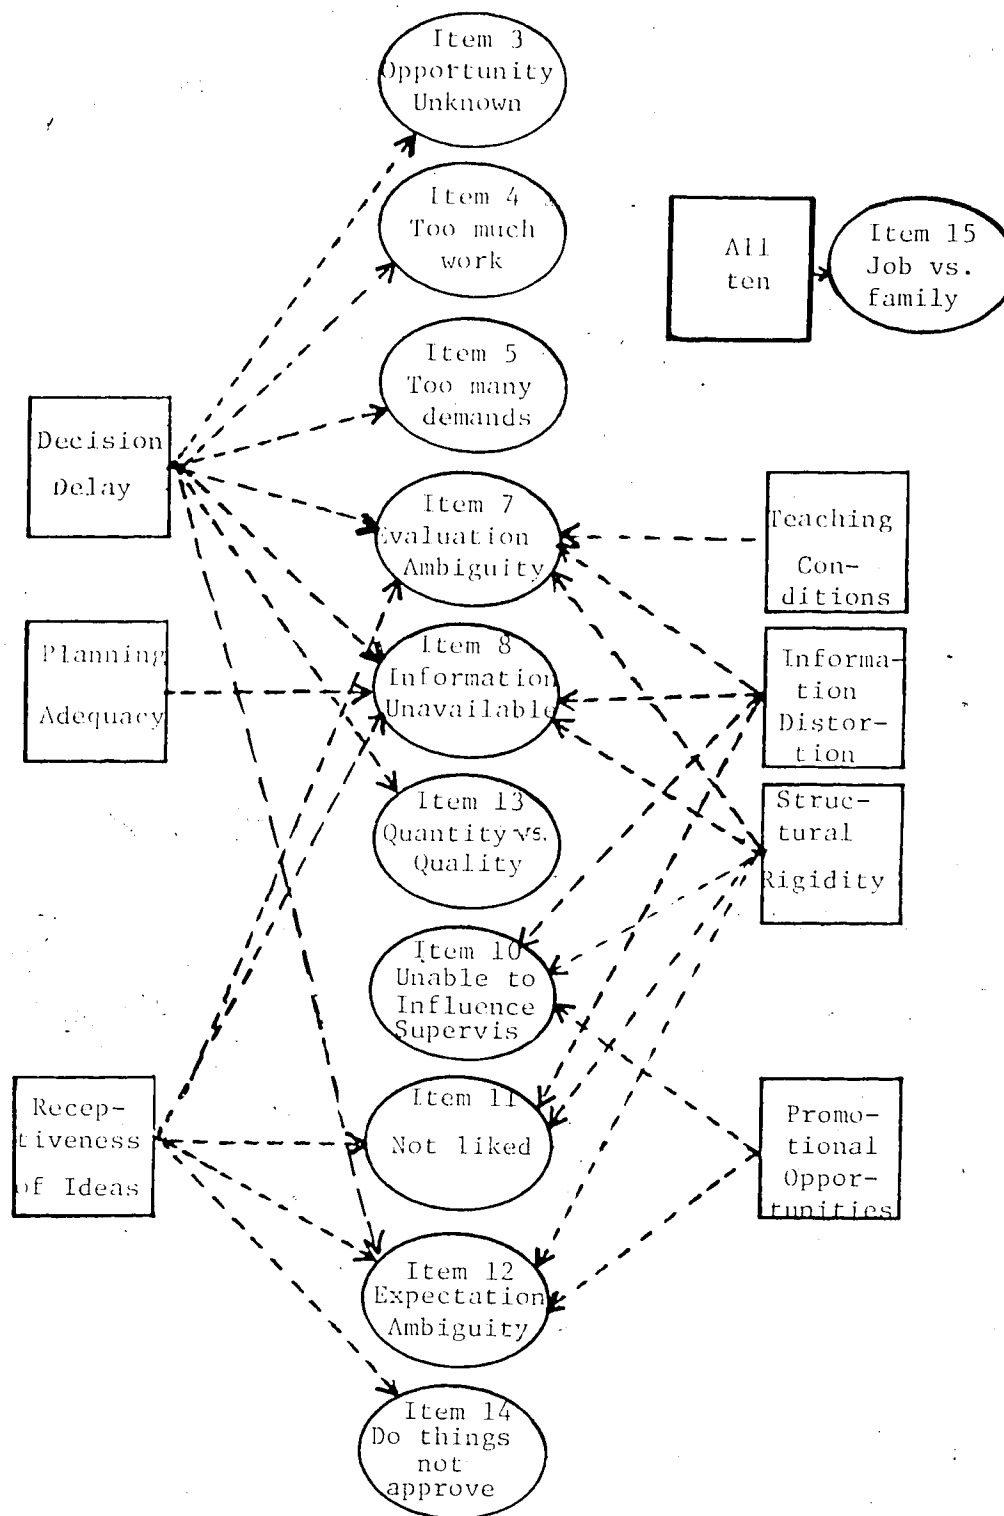 Item 3
Opportunity
Unknown
Item 4
Too much
work
All
ten
Item 15
Job vs.
family
Item 5
Too many
demands
Decision
Delay
Item 7
Evaluation
Ambiguity
Teaching
Con-
ditions
Planning
Adequacy
Item 8
Information
Unavailable
Informa-
tion
Distor-
tion
Item 13
Quantity vs.
Quality
Struc-
tural
Rigidity
Item 10
Unable to
Influence
Supervis
Recep-
tiveness
of Ideas
Item 11
Not liked
Promo-
tional
Oppor-
tunities
Item 12
Expectation
Ambiguity
Item 14
Do things
not
approve